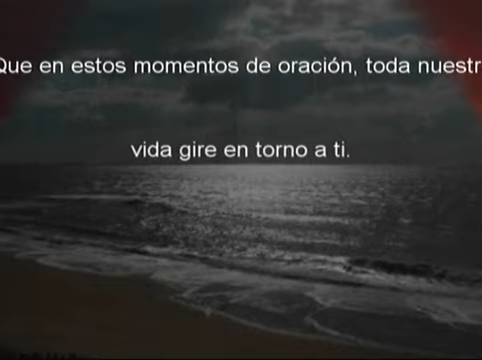 Que en estos momentos de oración, toda nuestr
vida gire en torno a ti.